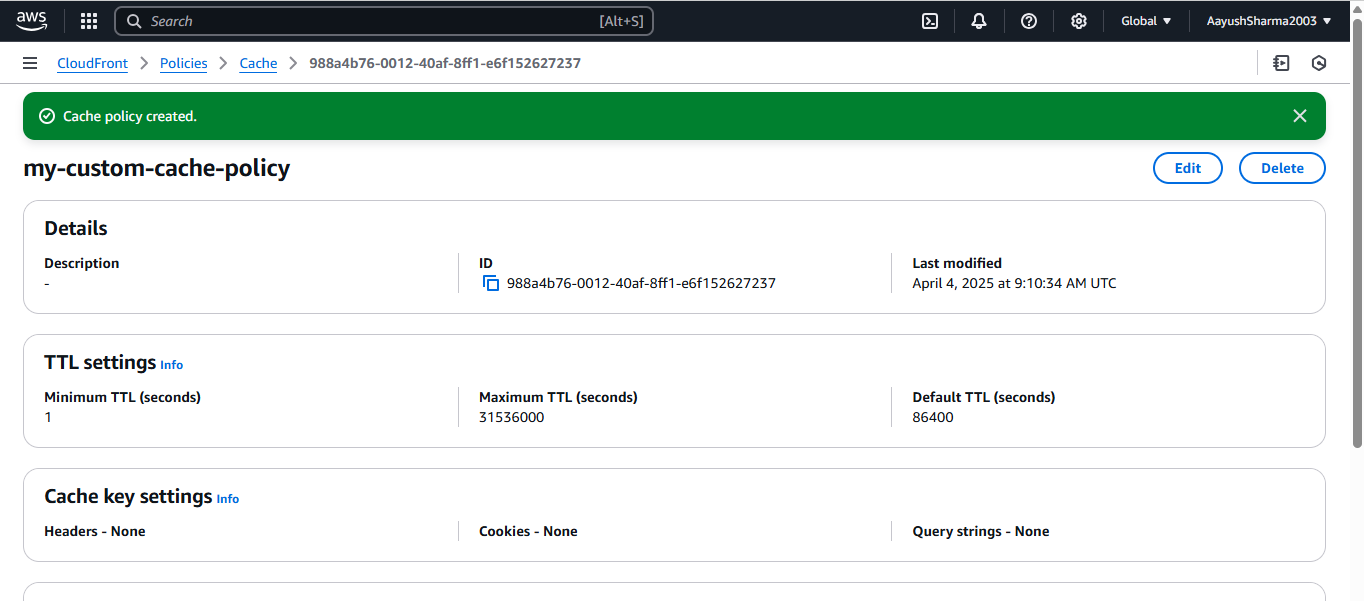 aws
Search [Alt+S] Global AayushSharma2003
CloudFront Policies Cache 988a4b76-0012-40af-8ff1-e6f152627237
Cache policy created.
my-custom-cache-policy Edit Delete
Details
Description ID Last modified
- 988a4b76-0012-40af-8ff1-e6f152627237 April 4, 2025 at 9:10:34 AM UTC
TTL settings Info
Minimum TTL (seconds) Maximum TTL (seconds) Default TTL (seconds)
1 31536000 86400
Cache key settings Info
Headers - None Cookies - None Query strings - None